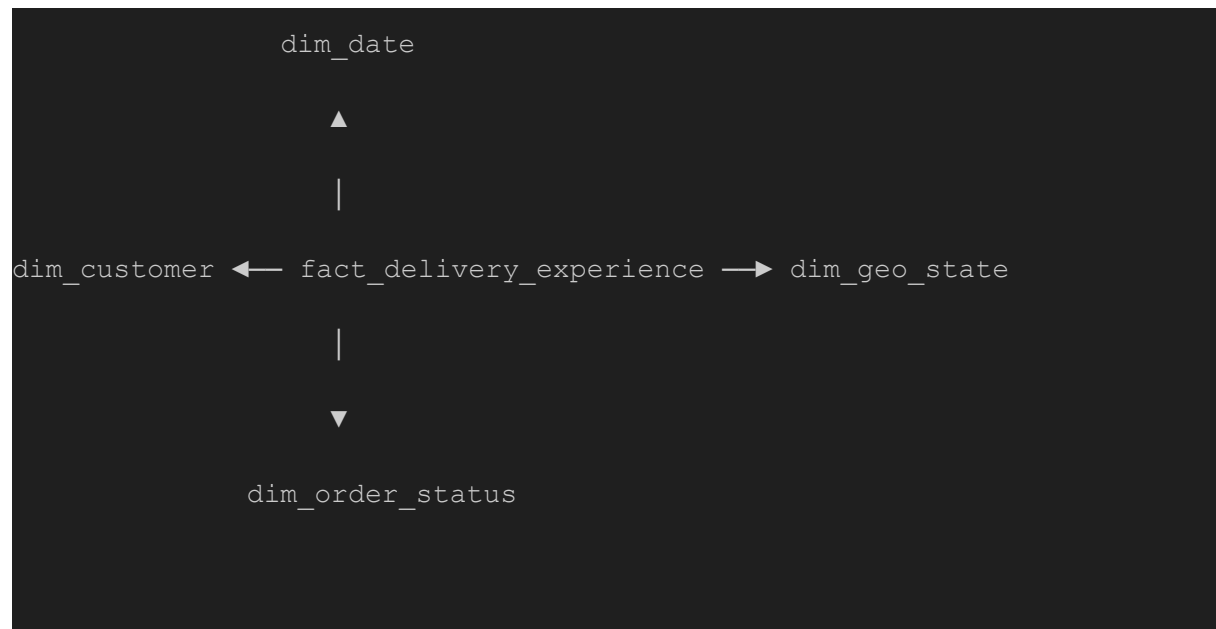 dim_date
▲
│
dim_customer ◄── fact_delivery_experience ──► dim_geo_state
│
▼
dim_order_status